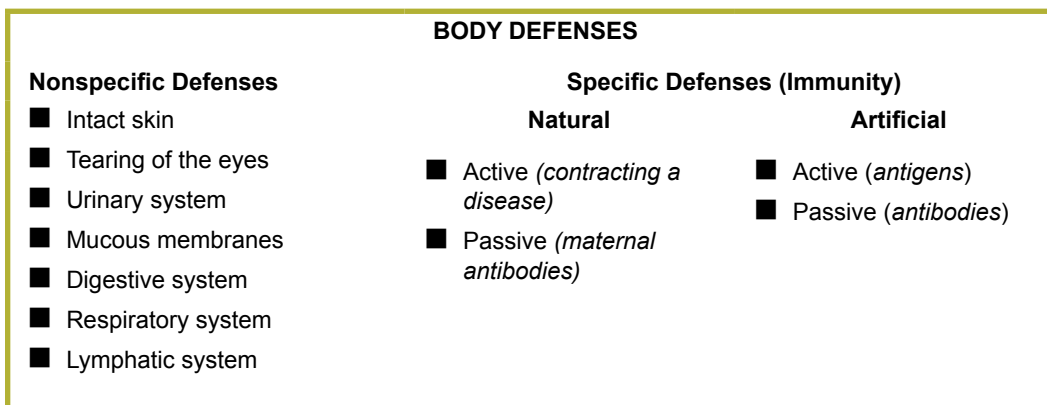 BODY DEFENSES
Nonspecific Defenses
■ Intact skin
■ Tearing of the eyes
■ Urinary system
■ Mucous membranes
■ Digestive system
■ Respiratory system
■ Lymphatic system
Specific Defenses (Immunity)
Natural
■ Active (contracting a
disease)
■ Passive (maternal
antibodies)
Artificial
■ Active (antigens)
■ Passive (antibodies)